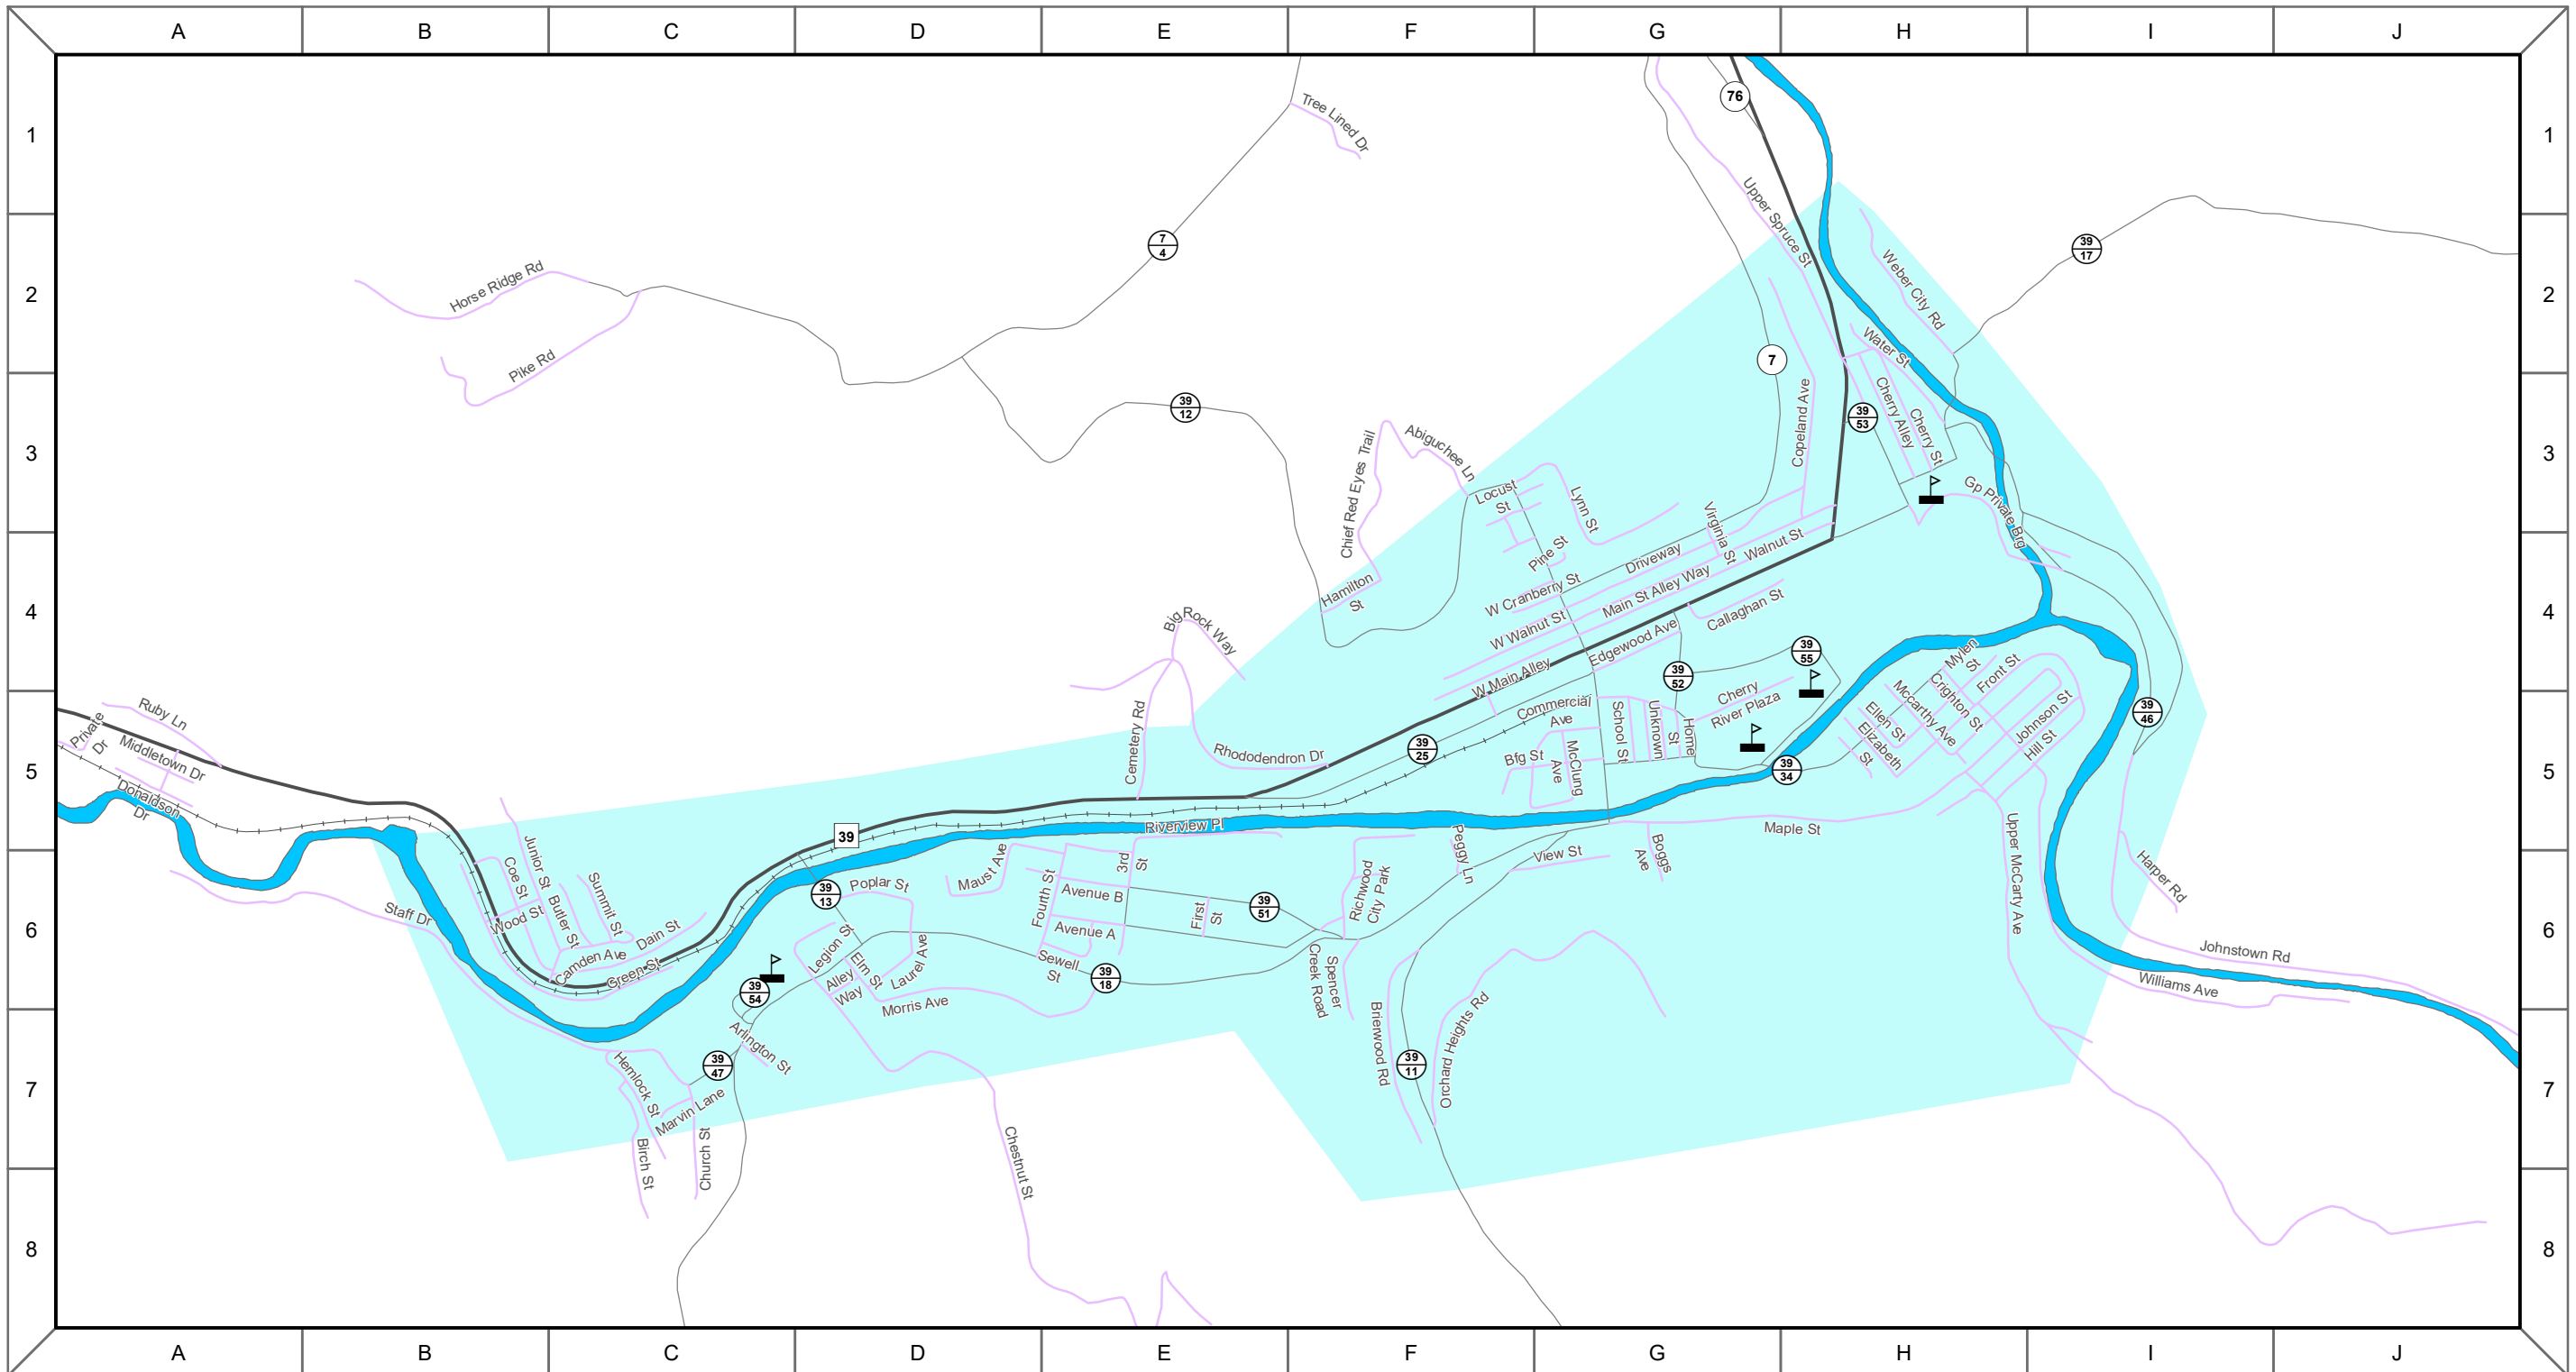 A B C D E F G H I J
1 1
76
Tree Lined Dr
Upper Spruce St
2 2
7
4
39
17
Weber City Rd
Horse Ridge Rd
Pike Rd
Water St
7
3 3
39
12
39
53
Copeland Ave
Cherry Alley
Cherry St
Chief Red Eyes Trail
Abiguchee Ln
Locust
St
Lynn St
Virginia St
Gp Private Brg
4 4
Pine St
Driveway
Walnut St
Hamilton
St
W Cranberry St
Main St Alley Way
W Walnut St
Callaghan St
Big Rock Way
Edgewood Ave
W Main Alley
39
55
39
52
Mylen
St
Front St
Crighton St
5 5
Ruby Ln
Private
Dr
Middletown Dr
Donaldson
Dr
Cemetery Rd
Rhododendron Dr
39
25
Commercial
Ave
Bfg St
McClung
Ave
School St
Unknown
St
Home
Cherry
River Plaza
39
34
Mccarthy Ave
Ellen St
Elizabeth
St
Johnson St
Hill St
39
46
39
Riverview Pl
Maple St
Peggy Ln
View St
Boggs
Ave
Upper McCarty Ave
Harper Rd
6 6
Junior St
Coe St
Wood St
Butler St
Summit St
Dain St
Camden Ave
Green St
Staff Dr
39
13
Poplar St
Maust Ave
Fourth St
3rd
St
Avenue B
Avenue A
First
St
39
51
Richwood
City Park
Legion St
Elm St
Alley
Way
Laurel Ave
Sewell
St
39
18
Spencer
Creek Road
Morris Ave
39
54
Johnstown Rd
Williams Ave
7 7
Arlington St
39
47
Hemlock St
Marvin Lane
Birch St
Church St
Chestnut St
Brierwood Rd
39
11
Orchard Heights Rd
8 8
A B C D E F G H I J